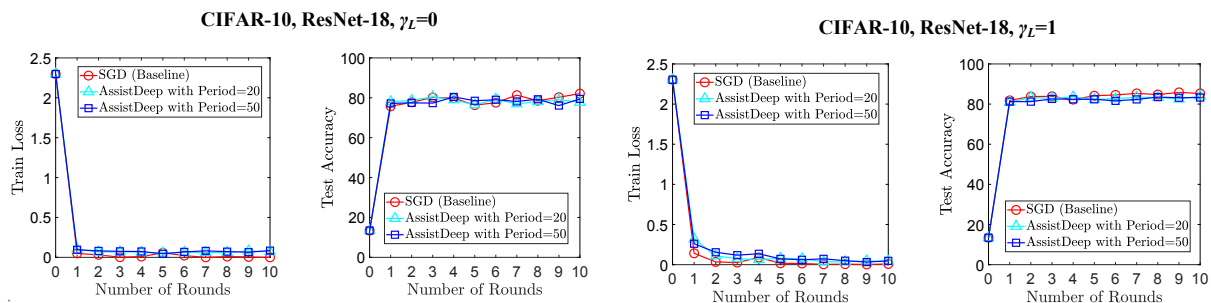 CIFAR-10, ResNet-18, γL=0
Train Loss
2.5
2
1.5
1
0.5
0
SGD (Baseline)
AssistDeep with Period=20
AssistDeep with Period=50
0 1 2 3 4 5 6 7 8 9 10
Number of Rounds
Test Accuracy
100
80
60
40
20
0
SGD (Baseline)
AssistDeep with Period=20
AssistDeep with Period=50
0 1 2 3 4 5 6 7 8 9 10
Number of Rounds
CIFAR-10, ResNet-18, γL=1
Train Loss
2.5
2
1.5
1
0.5
0
SGD (Baseline)
AssistDeep with Period=20
AssistDeep with Period=50
0 1 2 3 4 5 6 7 8 9 10
Number of Rounds
Test Accuracy
100
80
60
40
20
0
SGD (Baseline)
AssistDeep with Period=20
AssistDeep with Period=50
0 1 2 3 4 5 6 7 8 9 10
Number of Rounds